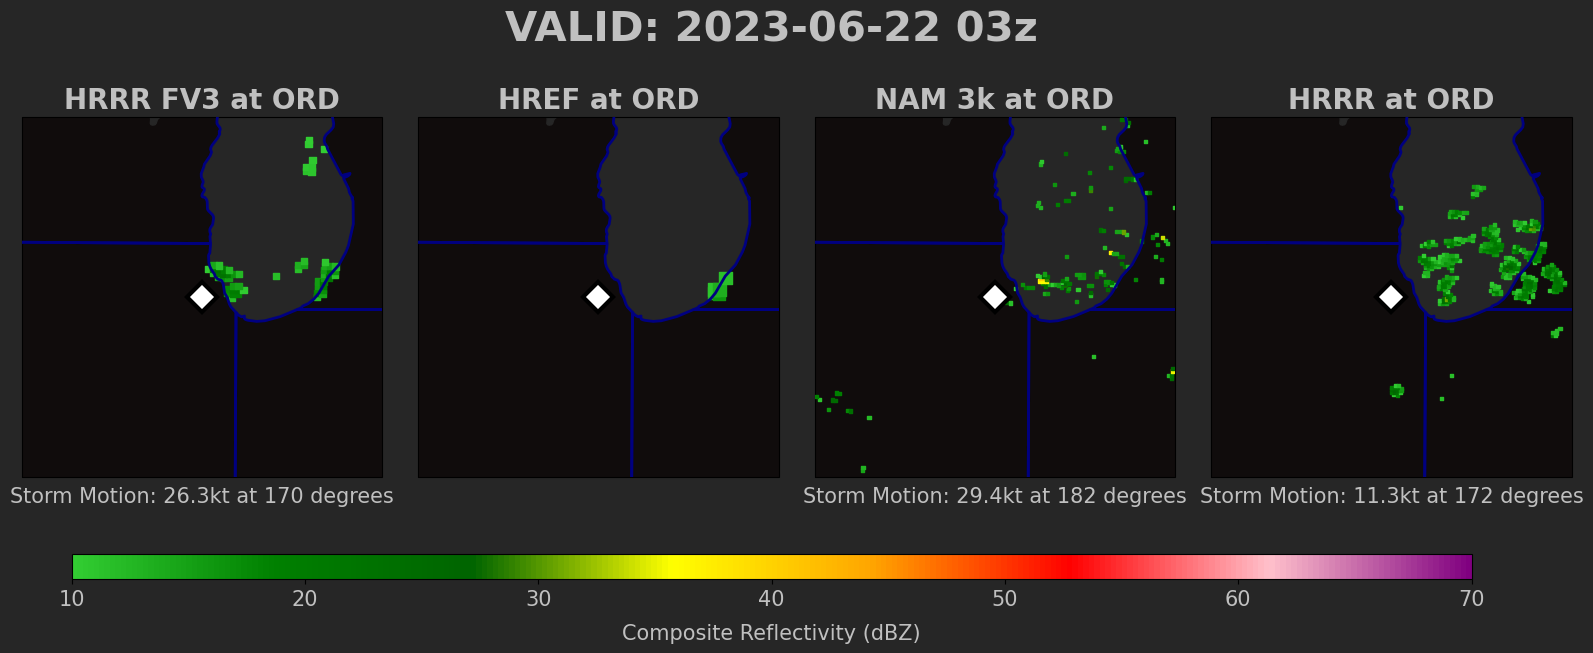 VALID: 2023-06-22 03z
HRRR FV3 at ORD
HREF at ORD
NAM 3k at ORD
HRRR at ORD
Storm Motion: 26.3kt at 170 degrees
Storm Motion: 29.4kt at 182 degrees
Storm Motion: 11.3kt at 172 degrees
10 20 30 40 50 60 70
Composite Reflectivity (dBZ)